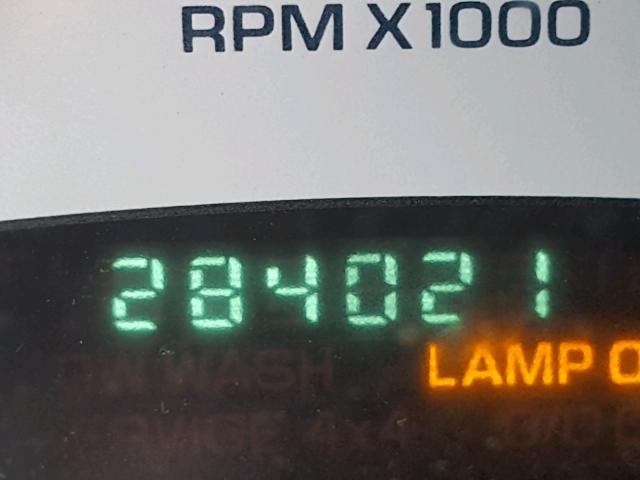 RPM X1000
284021
LAMP O
WASH
4x4